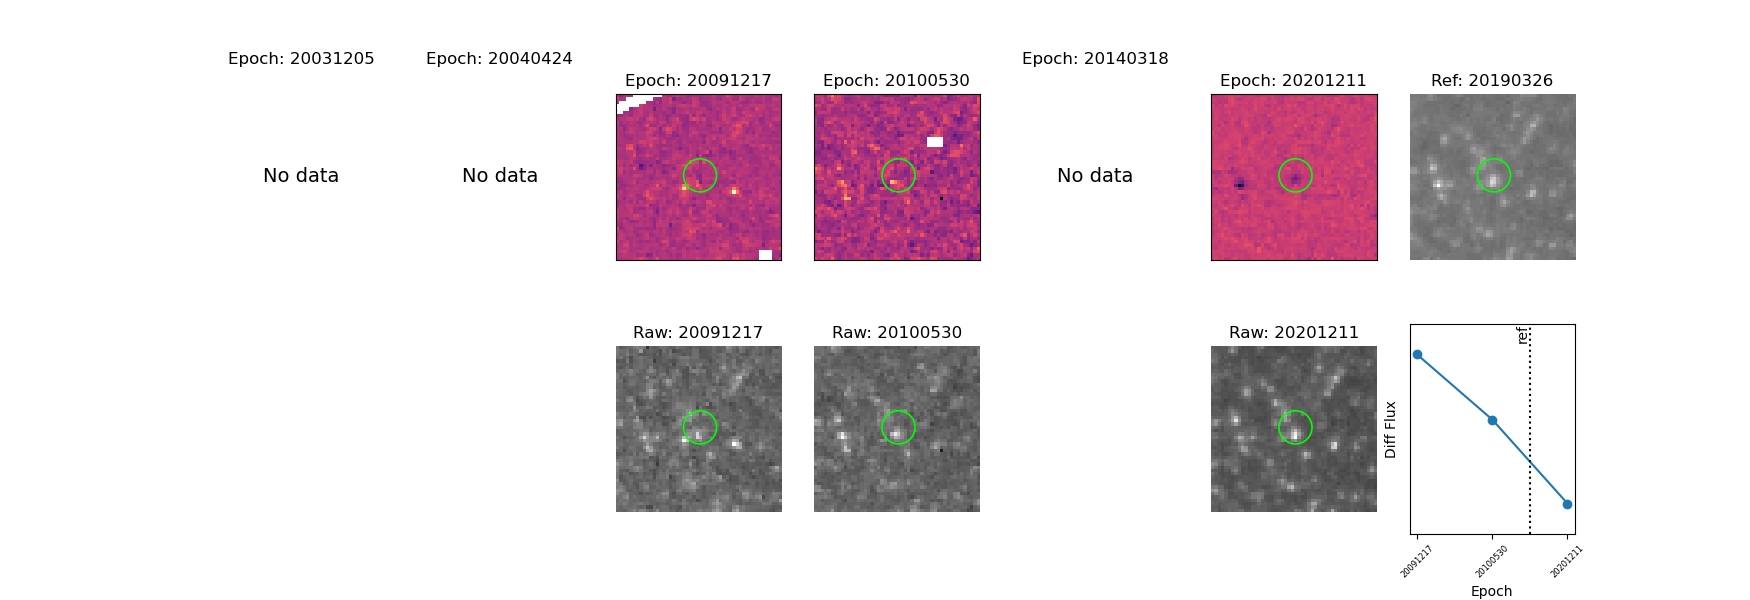 Epoch: 20031205
Epoch: 20040424
Epoch: 20091217
Epoch: 20100530
Epoch: 20140318
Epoch: 20201211
Ref: 20190326
No data
No data
No data
Raw: 20091217
Raw: 20100530
Raw: 20201211
ref
Diff Flux
20091217
20100530
20201211
Epoch